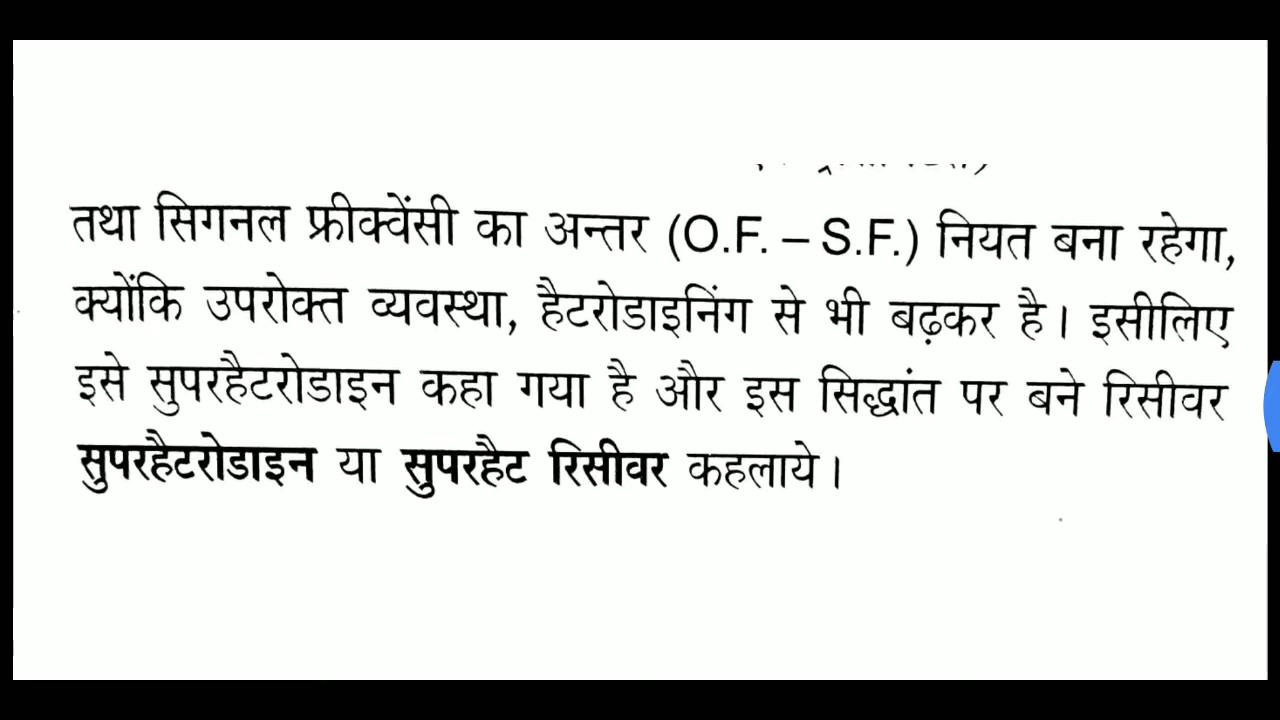 तथा सिगनल फ्रीक्वेंसी का अन्तर (O.F. – S.F.) नियत बना रहेगा,
क्योंकि उपरोक्त व्यवस्था, हैटरोडाइनिंग से भी बढ़कर है। इसीलिए
इसे सुपरहैटरोडाइन कहा गया है और इस सिद्धांत पर बने रिसीवर
सुपरहैटरोडाइन या सुपरहैट रिसीवर कहलाये।